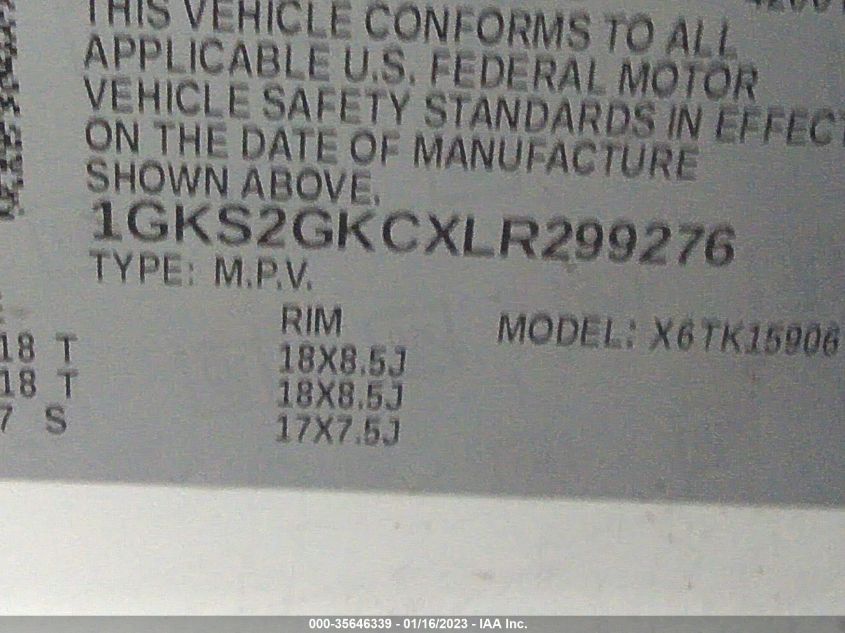 THIS VEHICLE CONFORMS TO ALL
APPLICABLE U.S. FEDERAL MOTOR
VEHICLE SAFETY STANDARDS IN EFFECT
ON THE DATE OF MANUFACTURE
SHOWN ABOVE.
1GKS2GKCXLR299276
TYPE: M.P.V.
RIM
MODEL: X6TK15906
18 T
18X8.5J
18 T
18X8.5J
7 S
17X7.5J
000-35646339 - 01/16/2023 - IAA Inc.